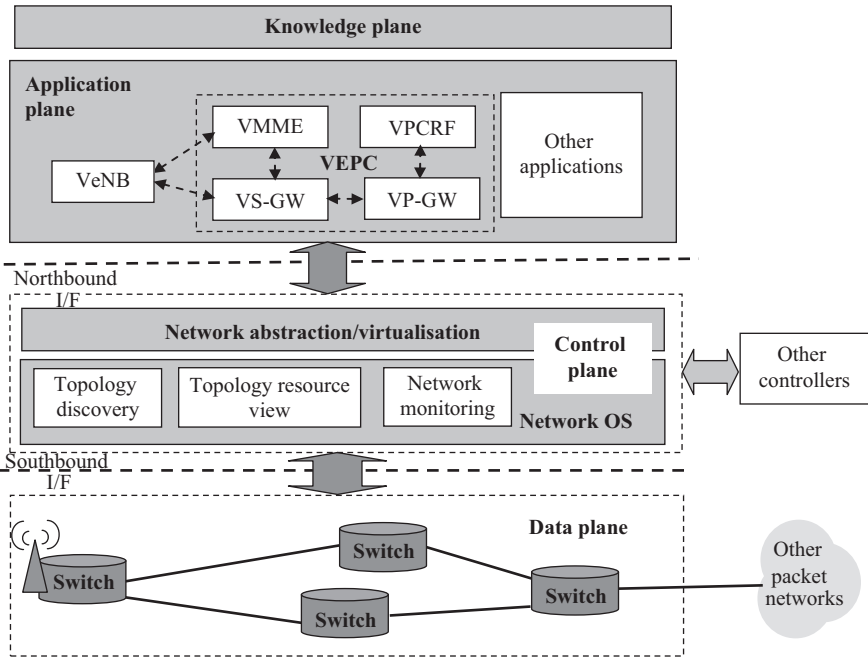 Knowledge plane
Application
plane
VMME
VPCRF
VEPC
VeNB
VS-GW
VP-GW
Other
applications
Northbound
I/F
Network abstraction/virtualisation
Control
plane
Topology
discovery
Topology resource
view
Network
monitoring
Network OS
Other
controllers
Southbound
I/F
Data plane
Switch
Switch
Switch
Switch
Other
packet
networks